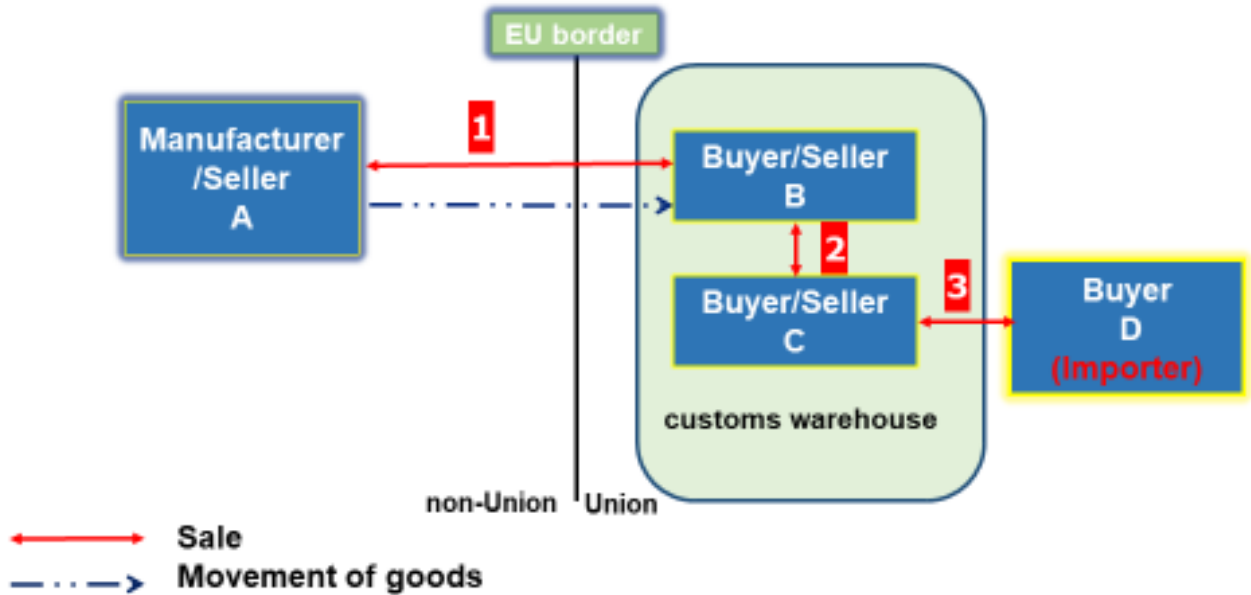 EU border
Manufacturer
/Seller
A
1
Buyer/Seller
B
2
Buyer/Seller
C
3
Buyer
D
(Importer)
customs warehouse
non-Union
Union
Sale
Movement of goods